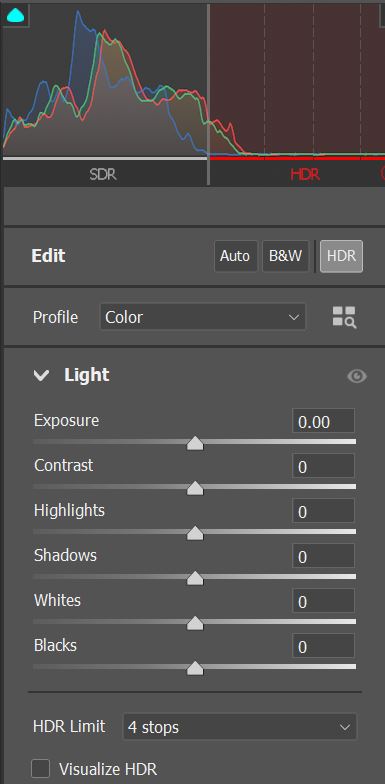 SDR HDR
Edit Auto B&W HDR
Profile Color
Light
Exposure 0.00
Contrast 0
Highlights 0
Shadows 0
Whites 0
Blacks 0
HDR Limit 4 stops
Visualize HDR